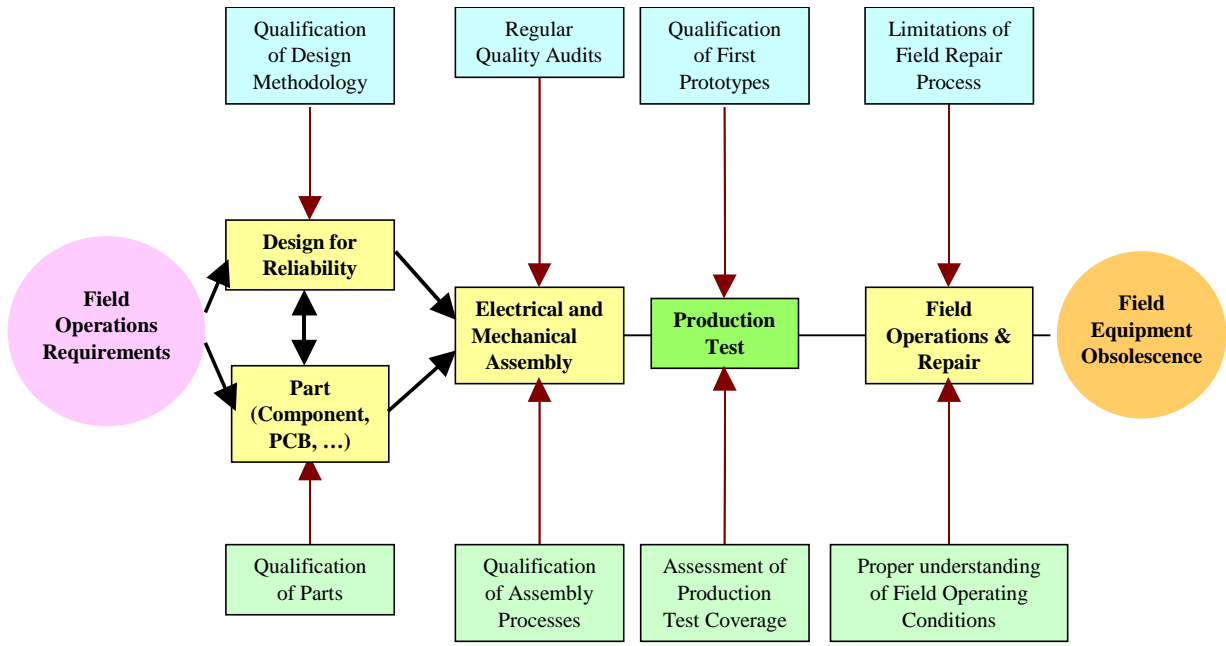 Qualification
of Design
Methodology
Regular
Quality Audits
Qualification
of First
Prototypes
Limitations of
Field Repair
Process
Field
Operations
Requirements
Design for
Reliability
Part
(Component,
PCB, …)
Electrical and
Mechanical
Assembly
Production
Test
Field
Operations &
Repair
Field
Equipment
Obsolescence
Qualification
of Parts
Qualification
of Assembly
Processes
Assessment of
Production
Test Coverage
Proper understanding
of Field Operating
Conditions